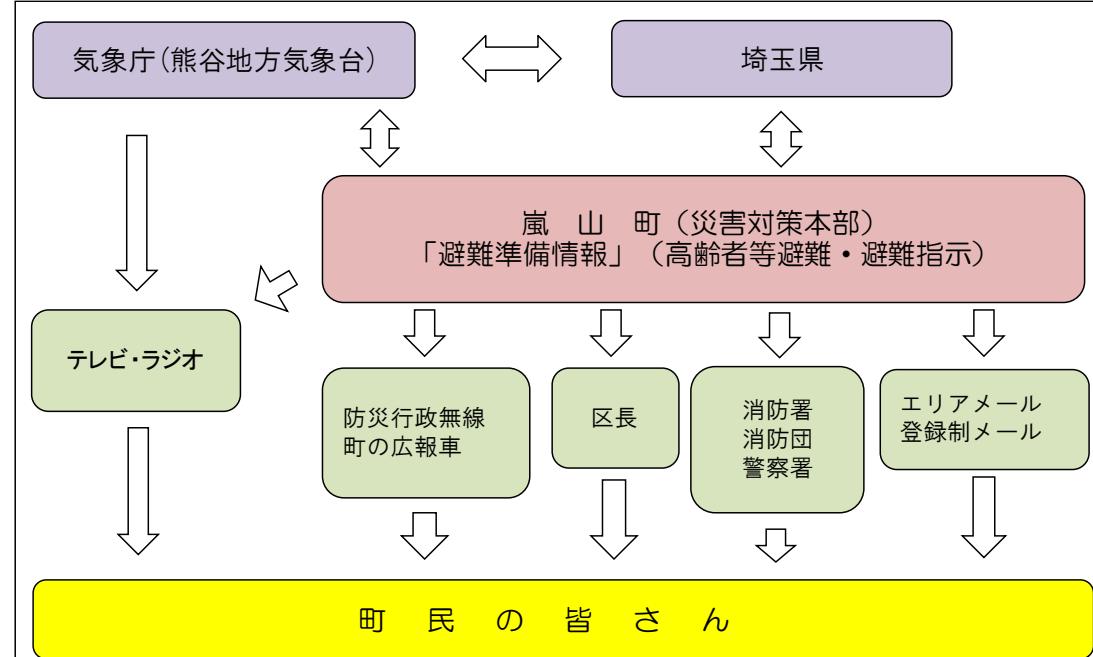 気象庁(熊谷地方気象台)
埼玉県
嵐　山　町（災害対策本部）
「避難準備情報」（高齢者等避難・避難指示）
テレビ・ラジオ
防災行政無線
町の広報車
区長
消防署
消防団
警察署
エリアメール
登録制メール
町　民　の　皆　さ　ん